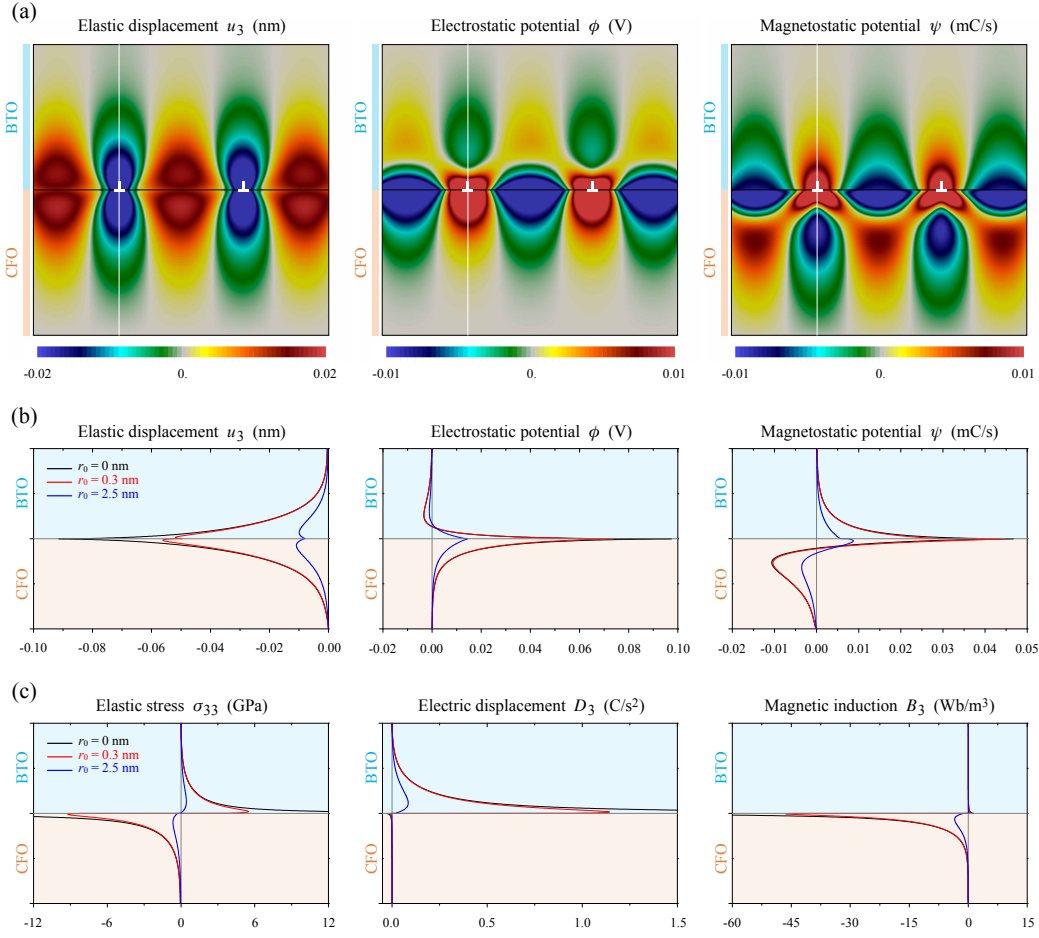 (a)
Elastic displacement u3 (nm)
Electrostatic potential ϕ (V)
Magnetostatic potential ψ (mC/s)
BTO
CFO
BTO
CFO
BTO
CFO
-0.02 0. 0.02
-0.01 0. 0.01
-0.01 0. 0.01
(b)
Elastic displacement u3 (nm)
Electrostatic potential ϕ (V)
Magnetostatic potential ψ (mC/s)
r0 = 0 nm
r0 = 0.3 nm
r0 = 2.5 nm
BTO
CFO
BTO
CFO
BTO
CFO
-0.10 -0.08 -0.06 -0.04 -0.02 0.00
-0.02 0.00 0.02 0.04 0.06 0.08 0.10
-0.02 -0.01 0.00 0.01 0.02 0.03 0.04 0.05
(c)
Elastic stress σ33 (GPa)
Electric displacement D3 (C/s²)
Magnetic induction B3 (Wb/m³)
r0 = 0 nm
r0 = 0.3 nm
r0 = 2.5 nm
BTO
CFO
BTO
CFO
BTO
CFO
-12 -6 0 6 12
0.0 0.5 1.0 1.5
-60 -45 -30 -15 0 15